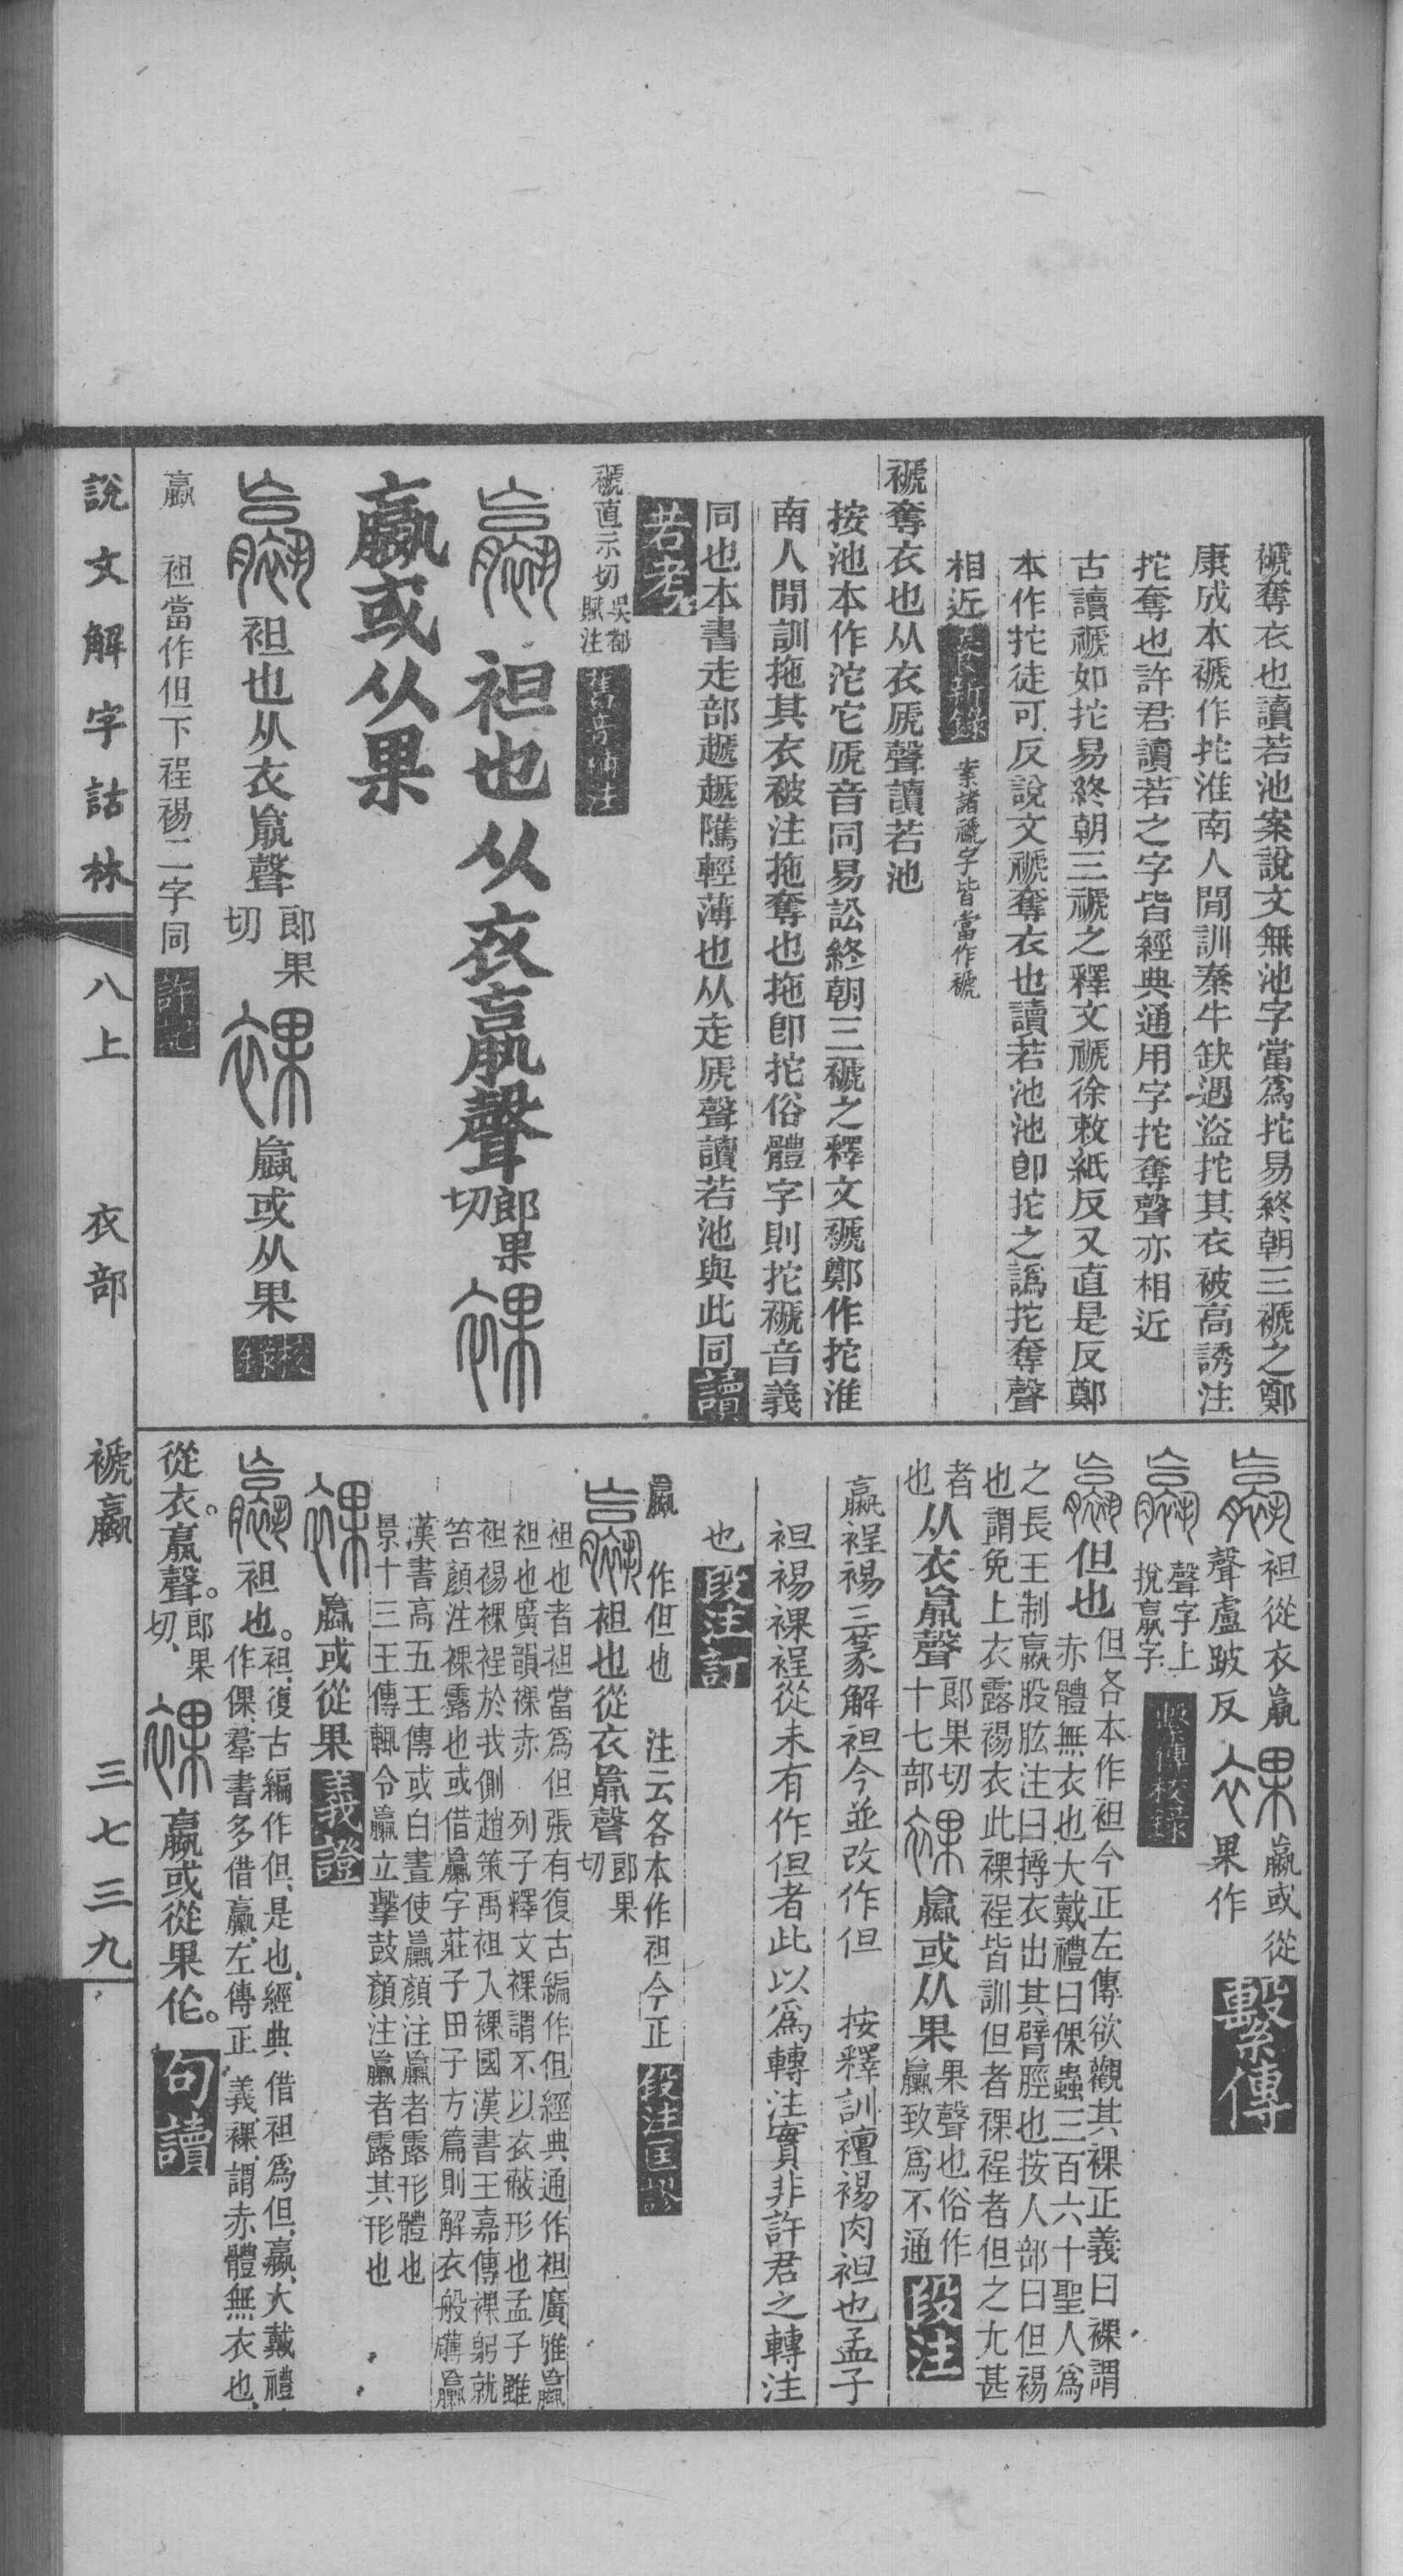 褫奪衣也讀若池案說文無池字當爲拕易終朝三褫之鄭
康成本褫作拕淮南人閒訓秦牛缺遇盜拕其衣被高誘注
拕奪也許君讀若之字皆經典通用字拕奪聲亦相近
古讀褫如拕易終朝三褫之釋文褫徐敕紙反又直是反鄭
本作拕徒可反說文褫奪衣也讀若池池卽拕之譌拕奪聲
相近 案諸褫字皆當作褫
褫奪衣也从衣虒聲讀若池
按池本作沱它虒音同易訟終朝三褫之釋文褫鄭作拕淮
南人閒訓拖其衣被注拖奪也拖卽拕俗體字則拕褫音義
同也本書走部趆趩騰輕薄也从走虒聲讀若池與此同讀
若考
褫直示切吳都賦注
臝 袒也从衣𣎆聲郎果切 裸
臝或从果
臝 袒也从衣𣎆聲郎果切 裸 臝或从果 校錄
臝 袒當作但下裎裼二字同 許記
臝 袒從衣𣎆聲盧跛反 裸 臝或從果作 繫傳
臝 聲字上挩𣎆字 繫傳校錄
臝 但也 但各本作袒今正左傳欲觀其裸正義曰裸謂赤體無衣也大戴禮曰倮蟲三百六十聖人爲
之長王制臝股肱注曰擐衣出其臂脛也按人部曰但裼也謂免上衣露裼衣此裸裎皆訓但者裸裎者但之尤甚
者也 从衣𣎆聲 郎果切十七部 裸 臝或从果 果聲也俗作臝致爲不通 段注
臝裎裼三篆解袒今並改作但 按釋訓襢裼肉袒也孟子
袒裼裸裎從未有作但者此以爲轉注實非許君之轉注
也 段注訂
臝 作但也 注云各本作袒今正 段注匡謬
臝 袒也從衣𣎆聲郎果切
袒也者袒當爲但張有復古編作但經典通作袒廣雅臝
袒也廣韻裸赤 列子釋文裸謂不以衣蔽形也孟子雖
袒裼裸裎於我側趙策禹袒入裸國漢書王嘉傳裸躬就
笞顏注裸露也或借臝字莊子田子方篇則解衣般礡臝
漢書高五王傳或白晝使臝顏注臝者露形體也
景十三王傳輒令臝立擊鼓顏注臝者露其形也
裸 臝或從果 義證
臝 袒也。袒、復古編作但、是也、經典借袒爲但、臝、大戴禮作倮、羣書多借臝、左傳正義、裸、謂赤體無衣也、
從衣。𣎆聲。郎果切、 裸 臝或從果作。 句讀
說文解字詁林 八上 衣部 褫臝 三七三九